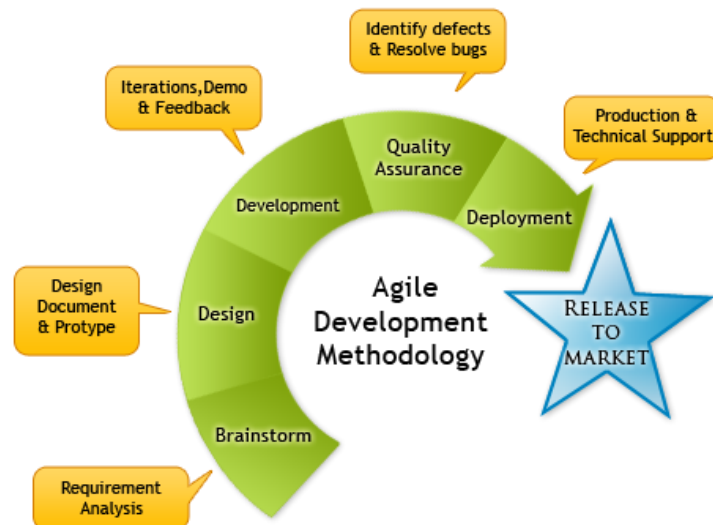 Identify defects
& Resolve bugs
Iterations,Demo
& Feedback
Production &
Technical Support
Quality
Assurance
Development
Deployment
Design
Document
& Protype
Design
Agile
Development
Methodology
RELEASE
TO
MARKET
Brainstorm
Requirement
Analysis